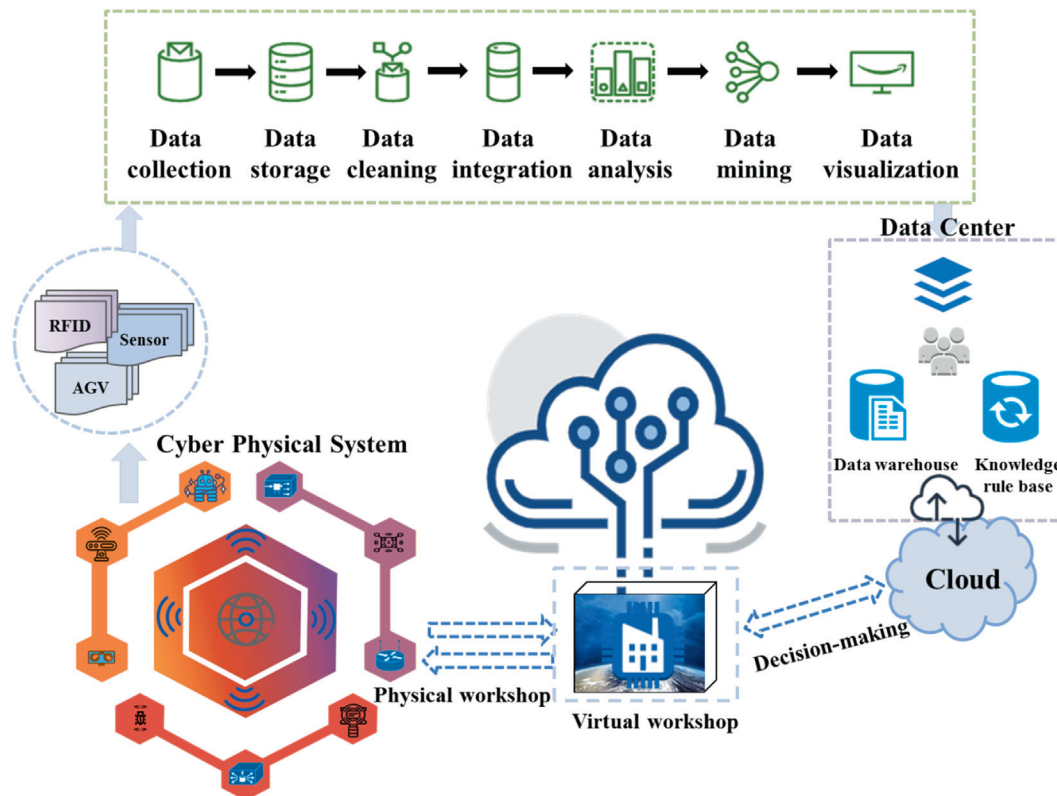 Data collection
Data storage
Data cleaning
Data integration
Data analysis
Data mining
Data visualization
Data Center
RFID
Sensor
AGV
Data warehouse
Knowledge
rule base
Cyber Physical System
Cloud
Decision-making
Physical workshop
Virtual workshop